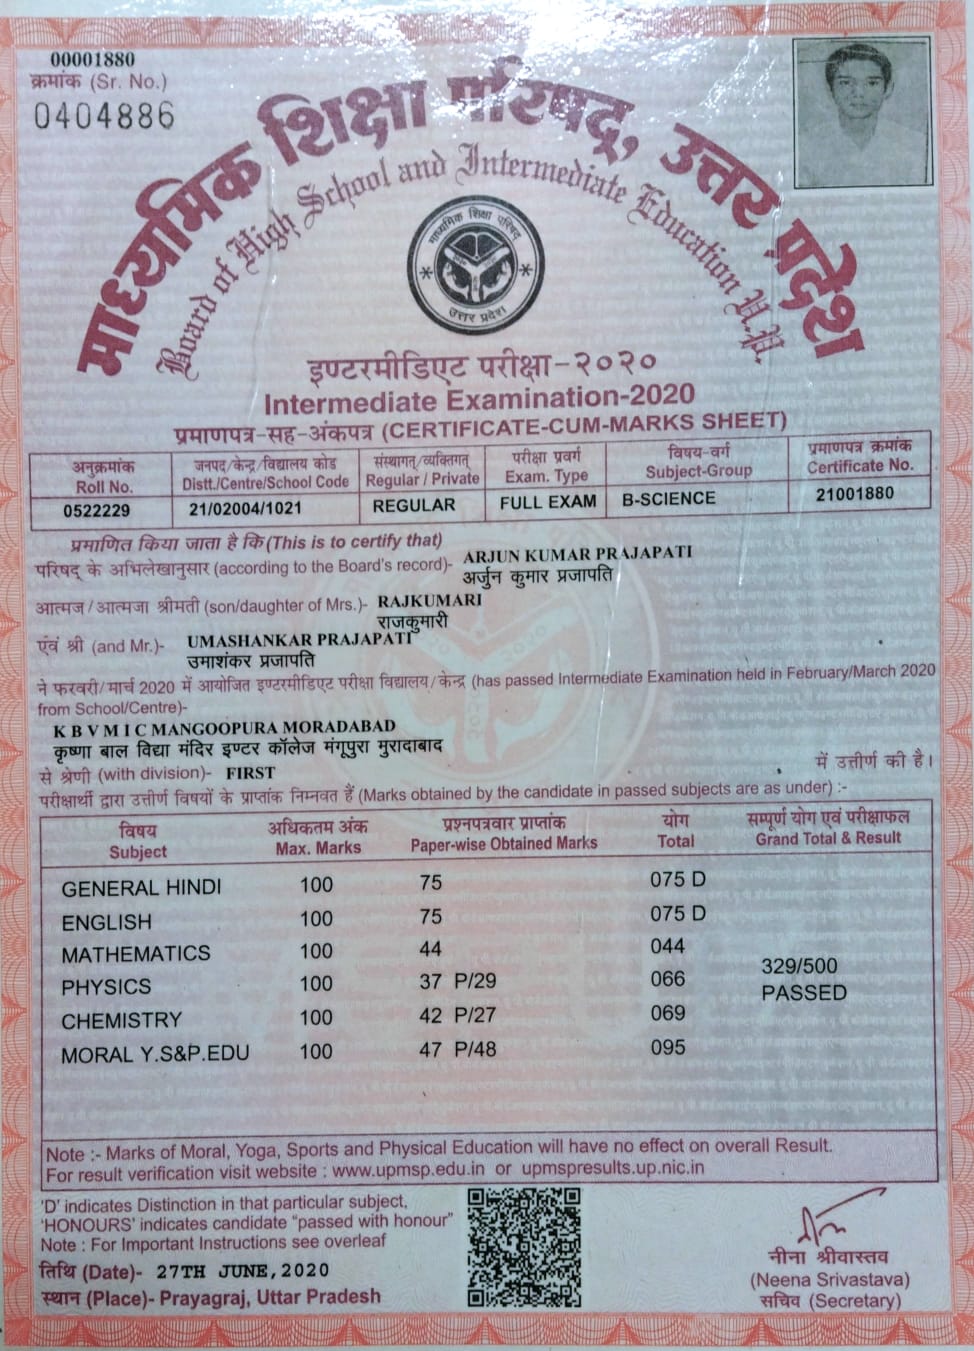 00001880
क्रमांक (Sr. No.)
0404886
माध्यमिक शिक्षा परिषद्, उत्तर प्रदेश
Board of High School and Intermediate Education U.P.
माध्यमिक शिक्षा परिषद्
उत्तर प्रदेश
इण्टरमीडिएट परीक्षा-२०२०
Intermediate Examination-2020
प्रमाणपत्र-सह-अंकपत्र (CERTIFICATE-CUM-MARKS SHEET)
अनुक्रमांक जनपद/केन्द्र/विद्यालय कोड संस्थागत/व्यक्तिगत परीक्षा प्रवर्ग विषय-वर्ग प्रमाणपत्र क्रमांक
Roll No. Distt./Centre/School Code Regular / Private Exam. Type Subject-Group Certificate No.
0522229 21/02004/1021 REGULAR FULL EXAM B-SCIENCE 21001880
प्रमाणित किया जाता है कि (This is to certify that)
परिषद् के अभिलेखानुसार (according to the Board's record)- ARJUN KUMAR PRAJAPATI
अर्जुन कुमार प्रजापति
आत्मज/आत्मजा श्रीमती (son/daughter of Mrs.)- RAJKUMARI
राजकुमारी
एवं श्री (and Mr.)- UMASHANKAR PRAJAPATI
उमाशंकर प्रजापति
ने फरवरी/मार्च 2020 में आयोजित इण्टरमीडिएट परीक्षा विद्यालय/केन्द्र (has passed Intermediate Examination held in February/March 2020
from School/Centre)-
K B V M I C MANGOOPURA MORADABAD
कृष्णा बाल विद्या मंदिर इण्टर कॉलेज मंगूपुरा मुरादाबाद
से श्रेणी (with division)- FIRST में उत्तीर्ण की है।
परीक्षार्थी द्वारा उत्तीर्ण विषयों के प्राप्तांक निम्नवत हैं (Marks obtained by the candidate in passed subjects are as under) :-
विषय अधिकतम अंक प्रश्नपत्रवार प्राप्तांक योग सम्पूर्ण योग एवं परीक्षाफल
Subject Max. Marks Paper-wise Obtained Marks Total Grand Total & Result
GENERAL HINDI 100 75 075 D
ENGLISH 100 75 075 D
MATHEMATICS 100 44 044
329/500
PHYSICS 100 37 P/29 066
PASSED
CHEMISTRY 100 42 P/27 069
MORAL Y.S&P.EDU 100 47 P/48 095
Note :- Marks of Moral, Yoga, Sports and Physical Education will have no effect on overall Result.
For result verification visit website : www.upmsp.edu.in or upmspresults.up.nic.in
'D' indicates Distinction in that particular subject,
'HONOURS' indicates candidate "passed with honour"
Note : For Important Instructions see overleaf
तिथि (Date)- 27TH JUNE,2020
स्थान (Place)- Prayagraj, Uttar Pradesh
नीना श्रीवास्तव
(Neena Srivastava)
सचिव (Secretary)